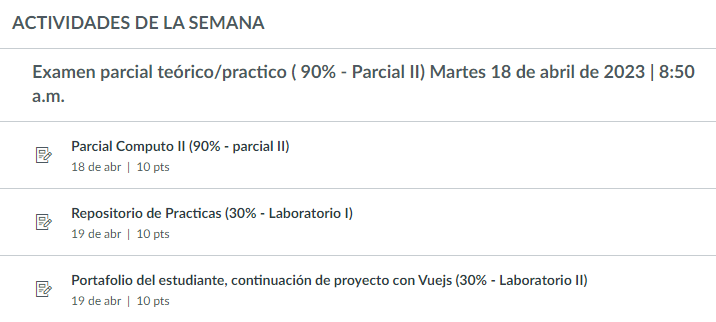 ACTIVIDADES DE LA SEMANA
Examen parcial teórico/practico ( 90% - Parcial II) Martes 18 de abril de 2023 | 8:50
a.m.
Parcial Computo II (90% - parcial II)
18 de abr | 10 pts
Repositorio de Practicas (30% - Laboratorio I)
19 de abr | 10 pts
Portafolio del estudiante, continuación de proyecto con Vuejs (30% - Laboratorio II)
19 de abr | 10 pts